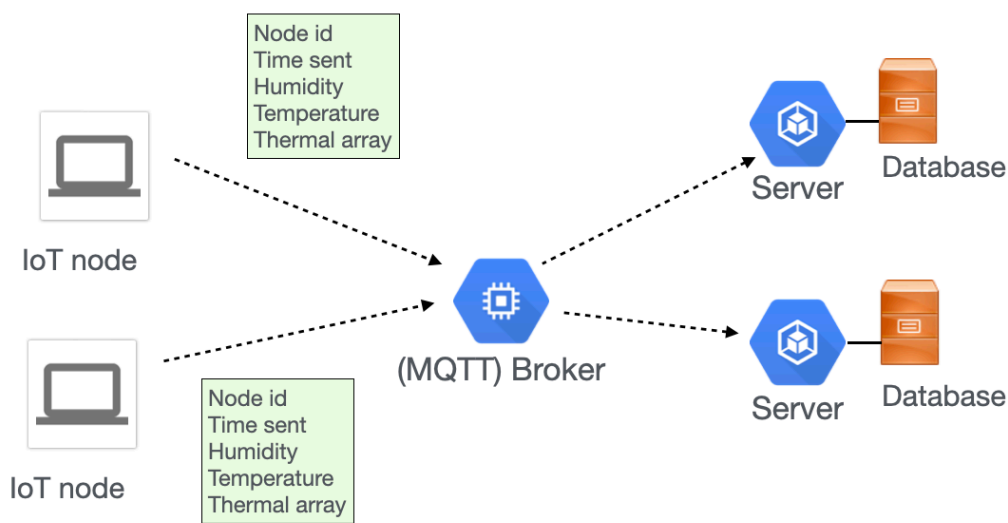 Node id
Time sent
Humidity
Temperature
Thermal array
IoT node
Server
Database
(MQTT) Broker
Node id
Time sent
Humidity
Temperature
Thermal array
IoT node
Server
Database